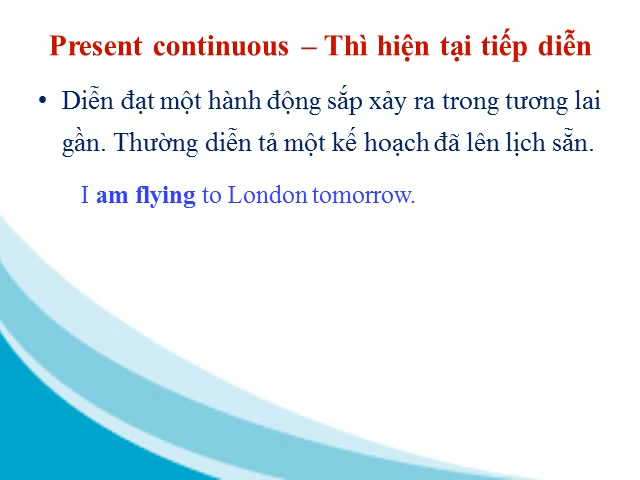 Present continuous – Thì hiện tại tiếp diễn
• Diễn đạt một hành động sắp xảy ra trong tương lai
gần. Thường diễn tả một kế hoạch đã lên lịch sẵn.
I am flying to London tomorrow.